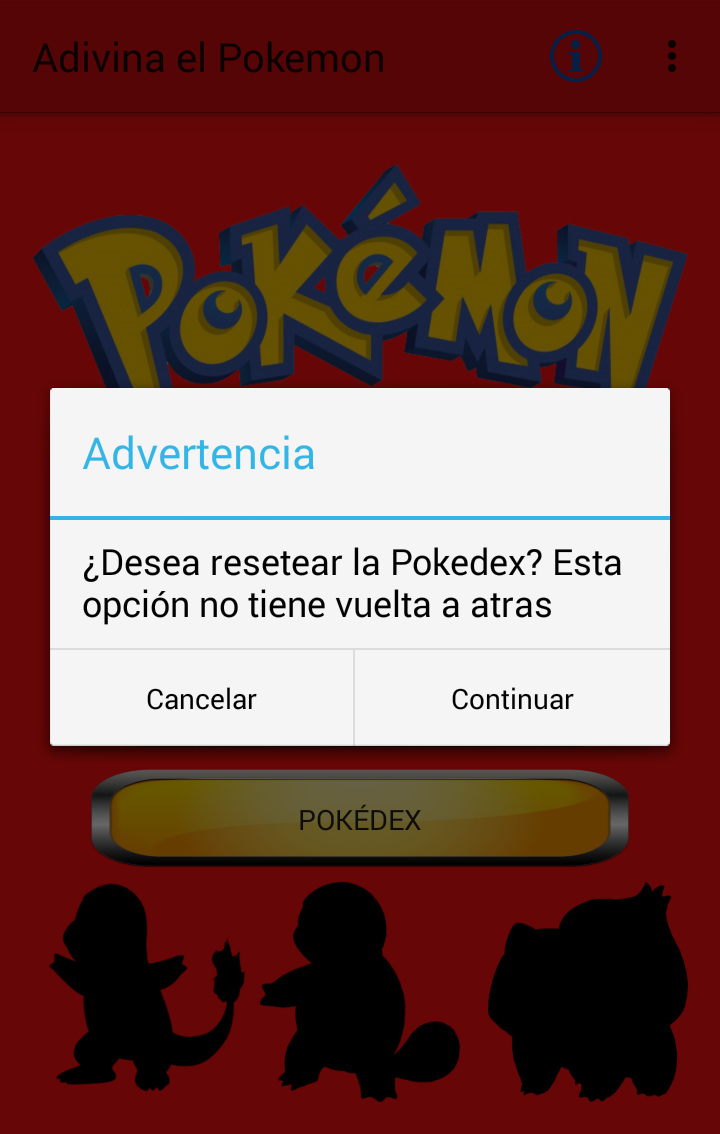 Adivina el Pokemon
POKéMON
Advertencia
¿Desea resetear la Pokedex? Esta
opción no tiene vuelta a atras
Cancelar
Continuar
POKÉDEX